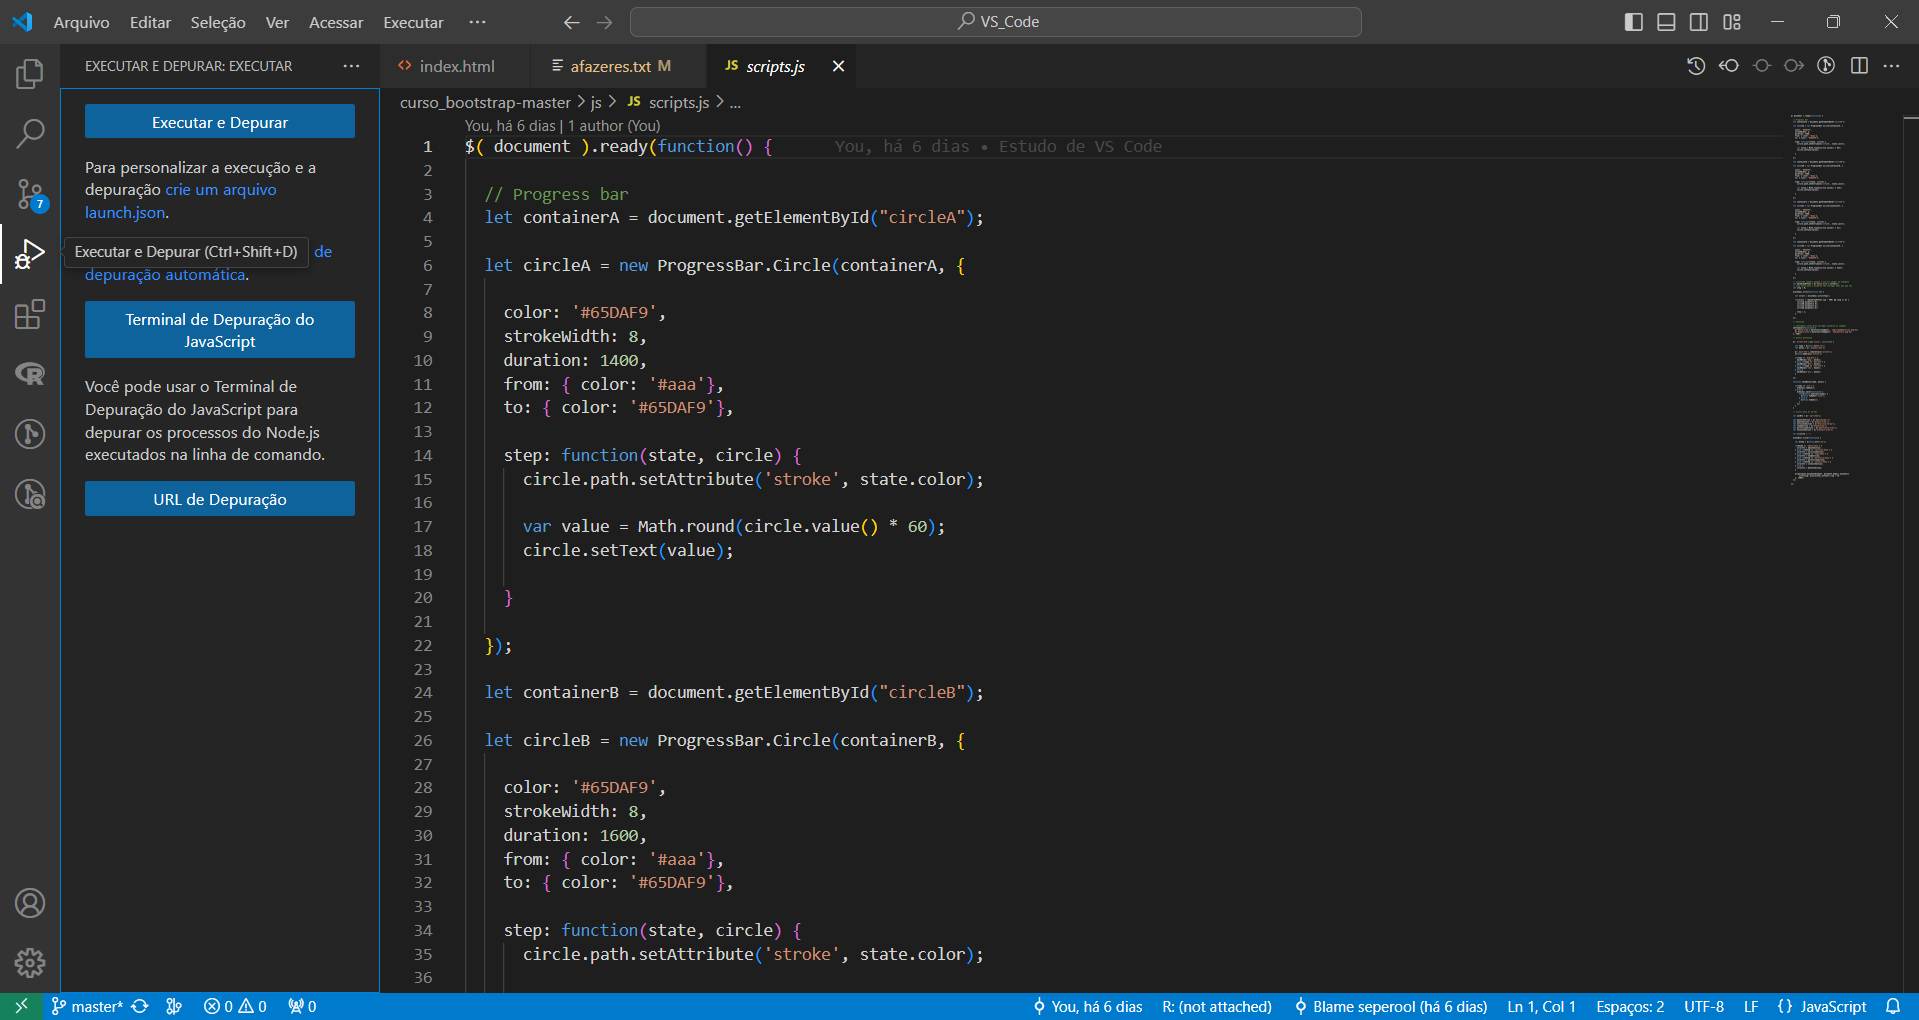 Arquivo Editar Seleção Ver Acessar Executar ··· VS_Code
EXECUTAR E DEPURAR: EXECUTAR ···
index.html afazeres.txt M JS scripts.js
Executar e Depurar
Para personalizar a execução e a
depuração crie um arquivo
launch.json.
Executar e Depurar (Ctrl+Shift+D) de
depuração automática.
Terminal de Depuração do
JavaScript
Você pode usar o Terminal de
Depuração do JavaScript para
depurar os processos do Node.js
executados na linha de comando.
URL de Depuração
7
curso_bootstrap-master > js > JS scripts.js > ...
You, há 6 dias | 1 author (You)
1 $( document ).ready(function() { You, há 6 dias • Estudo de VS Code
2
3 // Progress bar
4 let containerA = document.getElementById("circleA");
5
6 let circleA = new ProgressBar.Circle(containerA, {
7
8 color: '#65DAF9',
9 strokeWidth: 8,
10 duration: 1400,
11 from: { color: '#aaa'},
12 to: { color: '#65DAF9'},
13
14 step: function(state, circle) {
15 circle.path.setAttribute('stroke', state.color);
16
17 var value = Math.round(circle.value() * 60);
18 circle.setText(value);
19
20 }
21
22 });
23
24 let containerB = document.getElementById("circleB");
25
26 let circleB = new ProgressBar.Circle(containerB, {
27
28 color: '#65DAF9',
29 strokeWidth: 8,
30 duration: 1600,
31 from: { color: '#aaa'},
32 to: { color: '#65DAF9'},
33
34 step: function(state, circle) {
35 circle.path.setAttribute('stroke', state.color);
36
master* 0 0 0 You, há 6 dias R: (not attached) Blame seperool (há 6 dias) Ln 1, Col 1 Espaços: 2 UTF-8 LF {} JavaScript